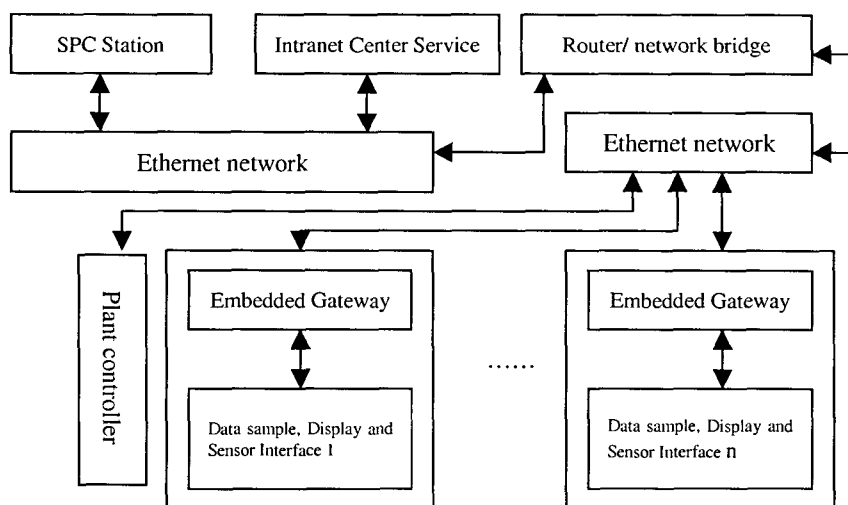 SPC Station
Intranet Center Service
Router/ network bridge
Ethernet network
Ethernet network
Plant controller
Embedded Gateway
Embedded Gateway
......
Data sample, Display and
Sensor Interface 1
Data sample, Display and
Sensor Interface n